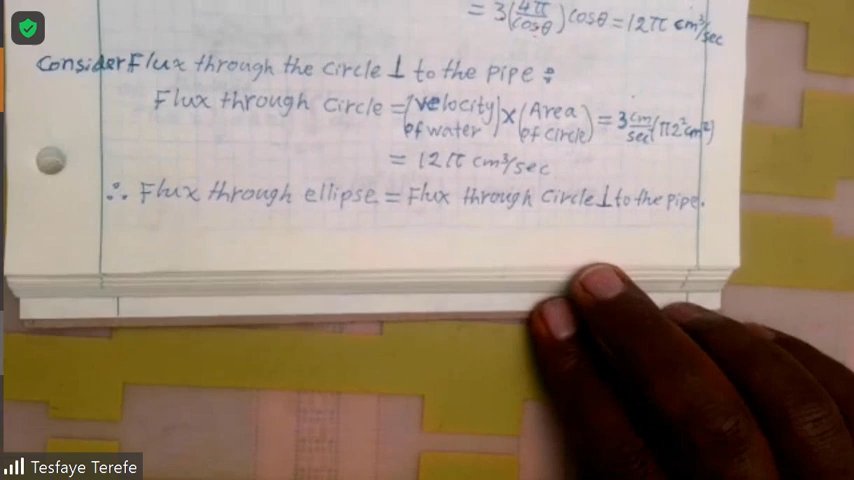 = 3(4π/cosθ) cosθ = 12π cm³/sec
Consider Flux through the circle ⊥ to the pipe:
Flux through Circle = |velocity of water| × (Area of circle) = 3 cm/sec (π2² cm²)
= 12π cm³/sec
∴ Flux through ellipse = Flux through Circle ⊥ to the pipe.
Tesfaye Terefe